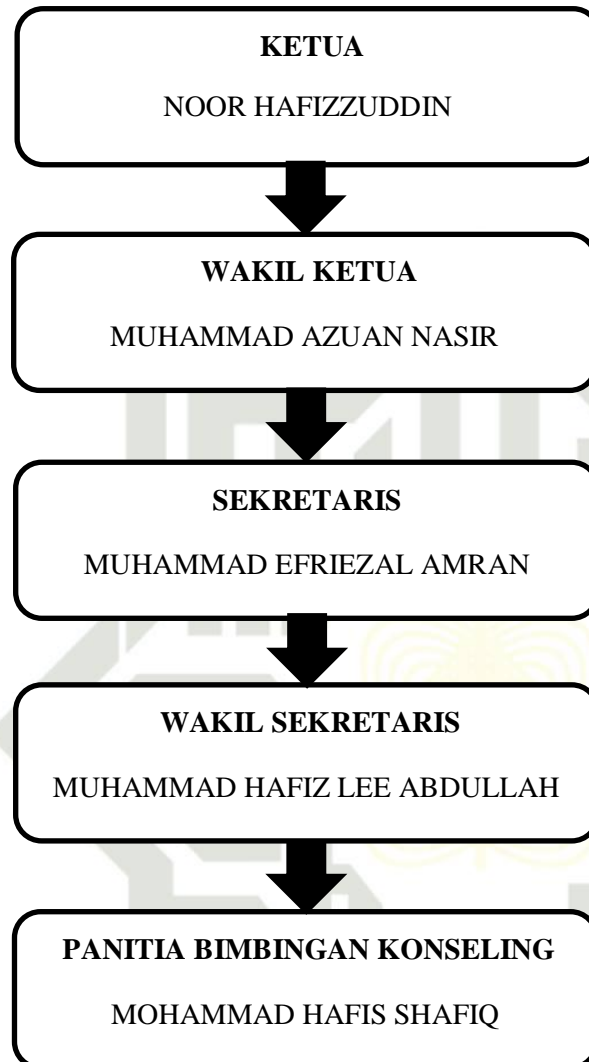 KETUA
NOOR HAFIZZUDDIN
WAKIL KETUA
MUHAMMAD AZUAN NASIR
SEKRETARIS
MUHAMMAD EFRIEZAL AMRAN
WAKIL SEKRETARIS
MUHAMMAD HAFIZ LEE ABDULLAH
PANITIA BIMBINGAN KONSELING
MOHAMMAD HAFIS SHAFIQ